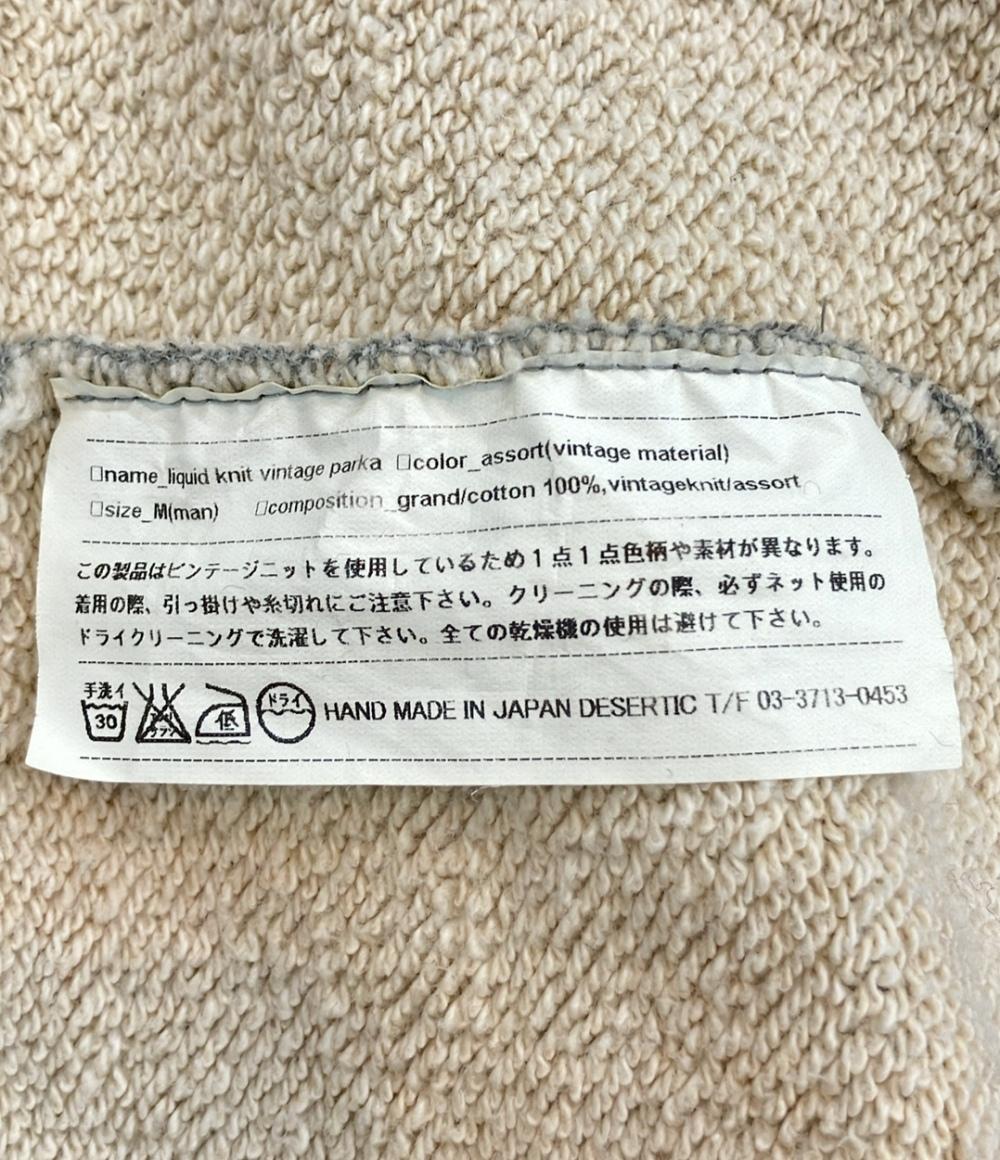 □name_liquid knit vintage parka □color_assort(vintage material)
□size_M(man) □composition_grand/cotton 100%,vintageknit/assort
この製品はビンテージニットを使用しているため1点1点色柄や素材が異なります。
着用の際、引っ掛けや糸切れにご注意下さい。クリーニングの際、必ずネット使用の
ドライクリーニングで洗濯して下さい。全ての乾燥機の使用は避けて下さい。
手洗イ 30 低 ドライ HAND MADE IN JAPAN DESERTIC T/F 03-3713-0453